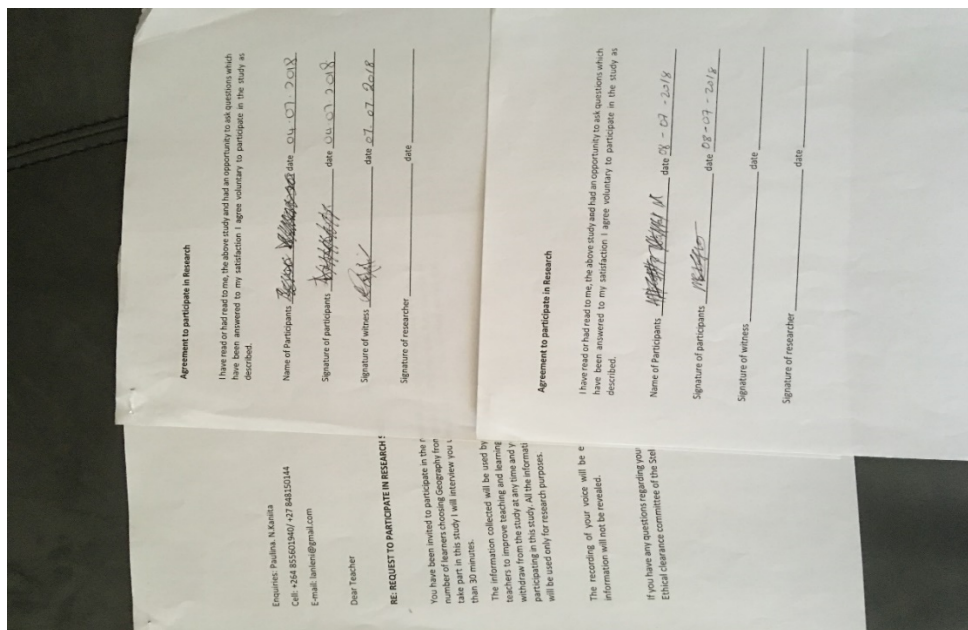 Agreement to participate in Research
I have read or had read to me, the above study and had an opportunity to ask questions which
have been answered to my satisfaction I agree voluntary to participate in the study as
described.
Name of Participants date 04.07.2018
Signature of participants date 04 07 2018
Signature of witness date 07.07.2018
Signature of researcher date
Agreement to participate in Research
I have read or had read to me, the above study and had an opportunity to ask questions which
have been answered to my satisfaction I agree voluntary to participate in the study as
described.
Name of Participants date 08-07-2018
Signature of participants date 08-07-2018
Signature of witness date
Signature of researcher date
Enquiries: Paulina. N.Kanita
Cell: +264 855601940/ +27 848150144
E-mail: lanleni@gmail.com
Dear Teacher
RE: REQUEST TO PARTICIPATE IN RESEARCH
You have been invited to participate in the
number of learners choosing Geography
take part in this study I will interview you
than 30 minutes.
The information collected will be used by
teachers to improve teaching and learning
withdraw from the study at any time and
participating in this study. All the
will be used only for research purposes.
The recording of your voice will be
information will not be revealed.
If you have any questions regarding
Ethical clearance committee of the